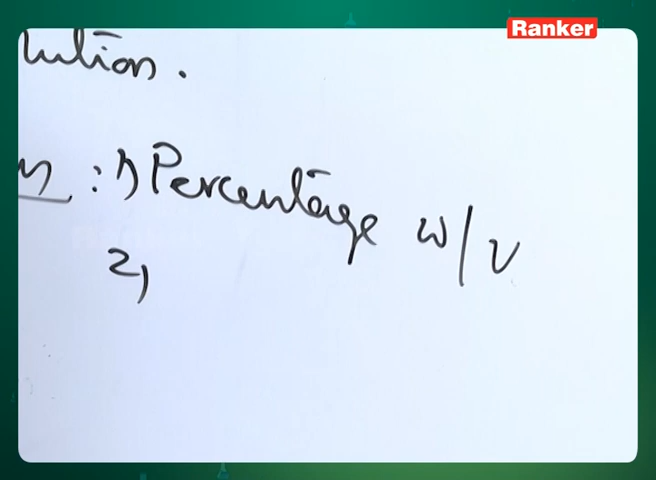 Ranker
lution.
: 1) Percentage w/v
2)